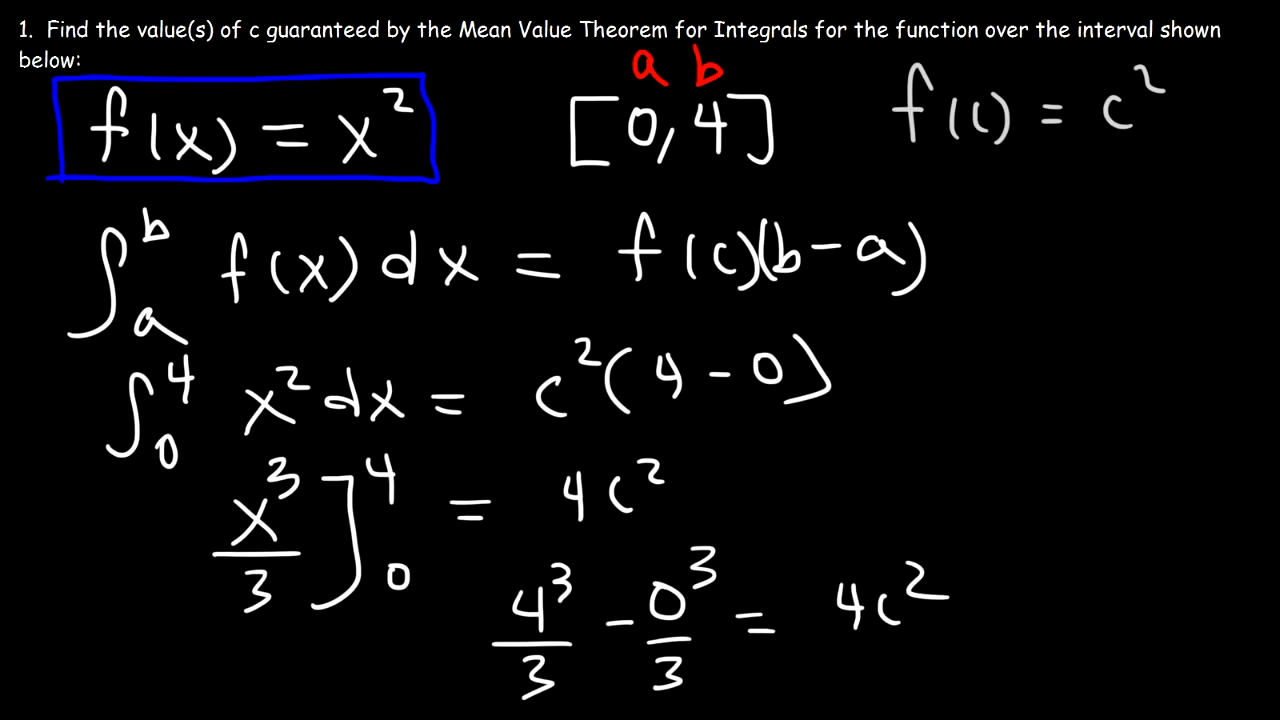 1. Find the value(s) of c guaranteed by the Mean Value Theorem for Integrals for the function over the interval shown
below:
a b
f(x) = x² [0, 4] f(c) = c²
∫ₐᵇ f(x) dx = f(c)(b - a)
∫₀⁴ x² dx = c²(4 - 0)
x³/3 ]₀⁴ = 4c²
4³/3 - 0³/3 = 4c²